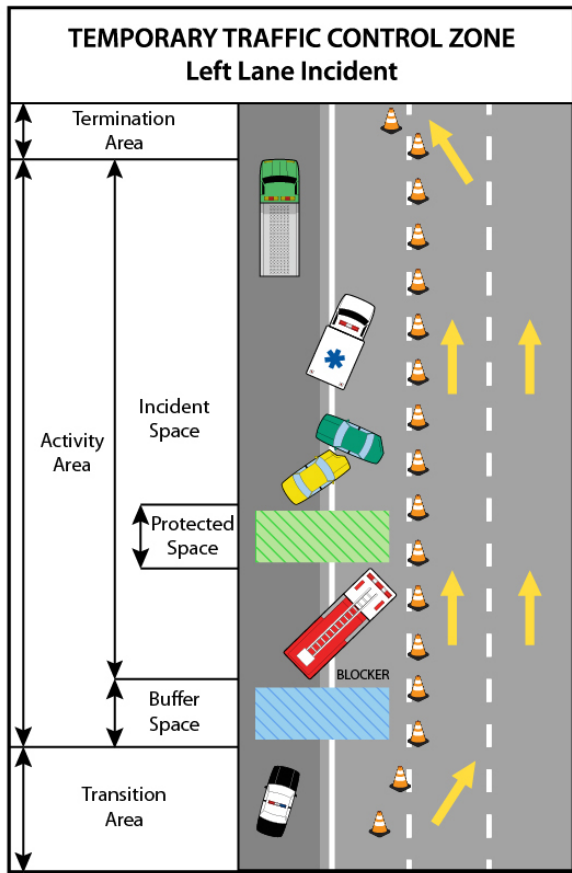 TEMPORARY TRAFFIC CONTROL ZONE
Left Lane Incident
Termination
Area
Incident
Space
Activity
Area
Protected
Space
BLOCKER
Buffer
Space
Transition
Area